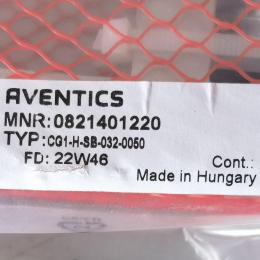 AVENTICS
MNR:0821401220
TYP:CG1-H-SB-032-0050
FD: 22W46 Cont.:
Made in Hungary